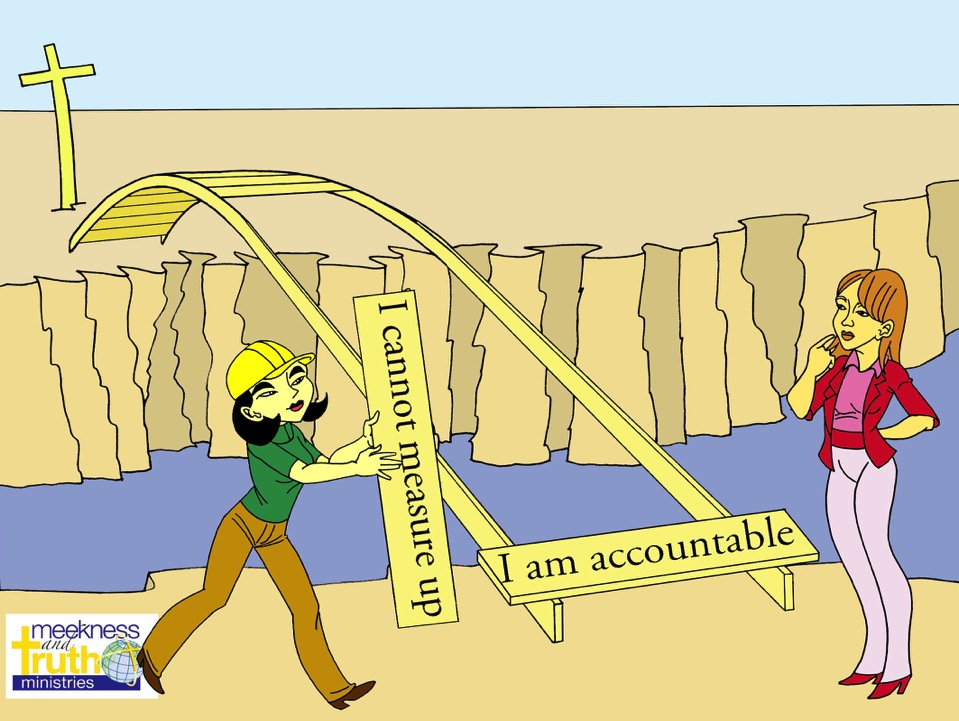 I cannot measure up
I am accountable
meekness
and
truth
ministries